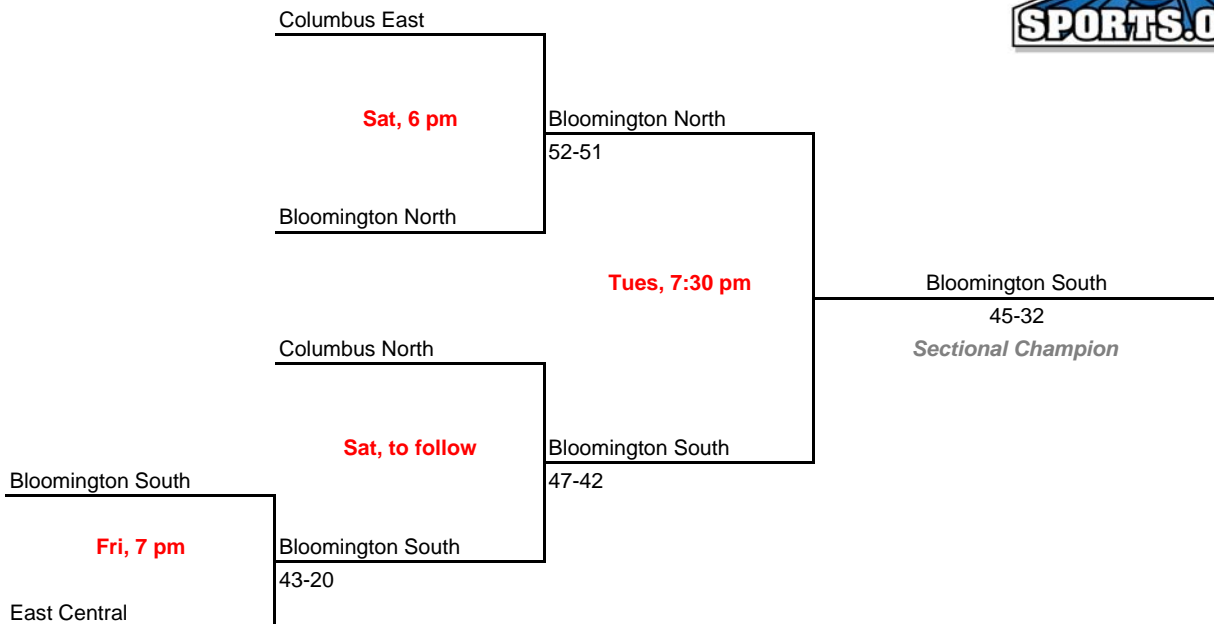 Columbus East
Sat, 6 pm
Bloomington North
52-51
Bloomington North
Tues, 7:30 pm
Bloomington South
45-32
Sectional Champion
Columbus North
Sat, to follow
Bloomington South
47-42
Bloomington South
Fri, 7 pm
Bloomington South
43-20
East Central